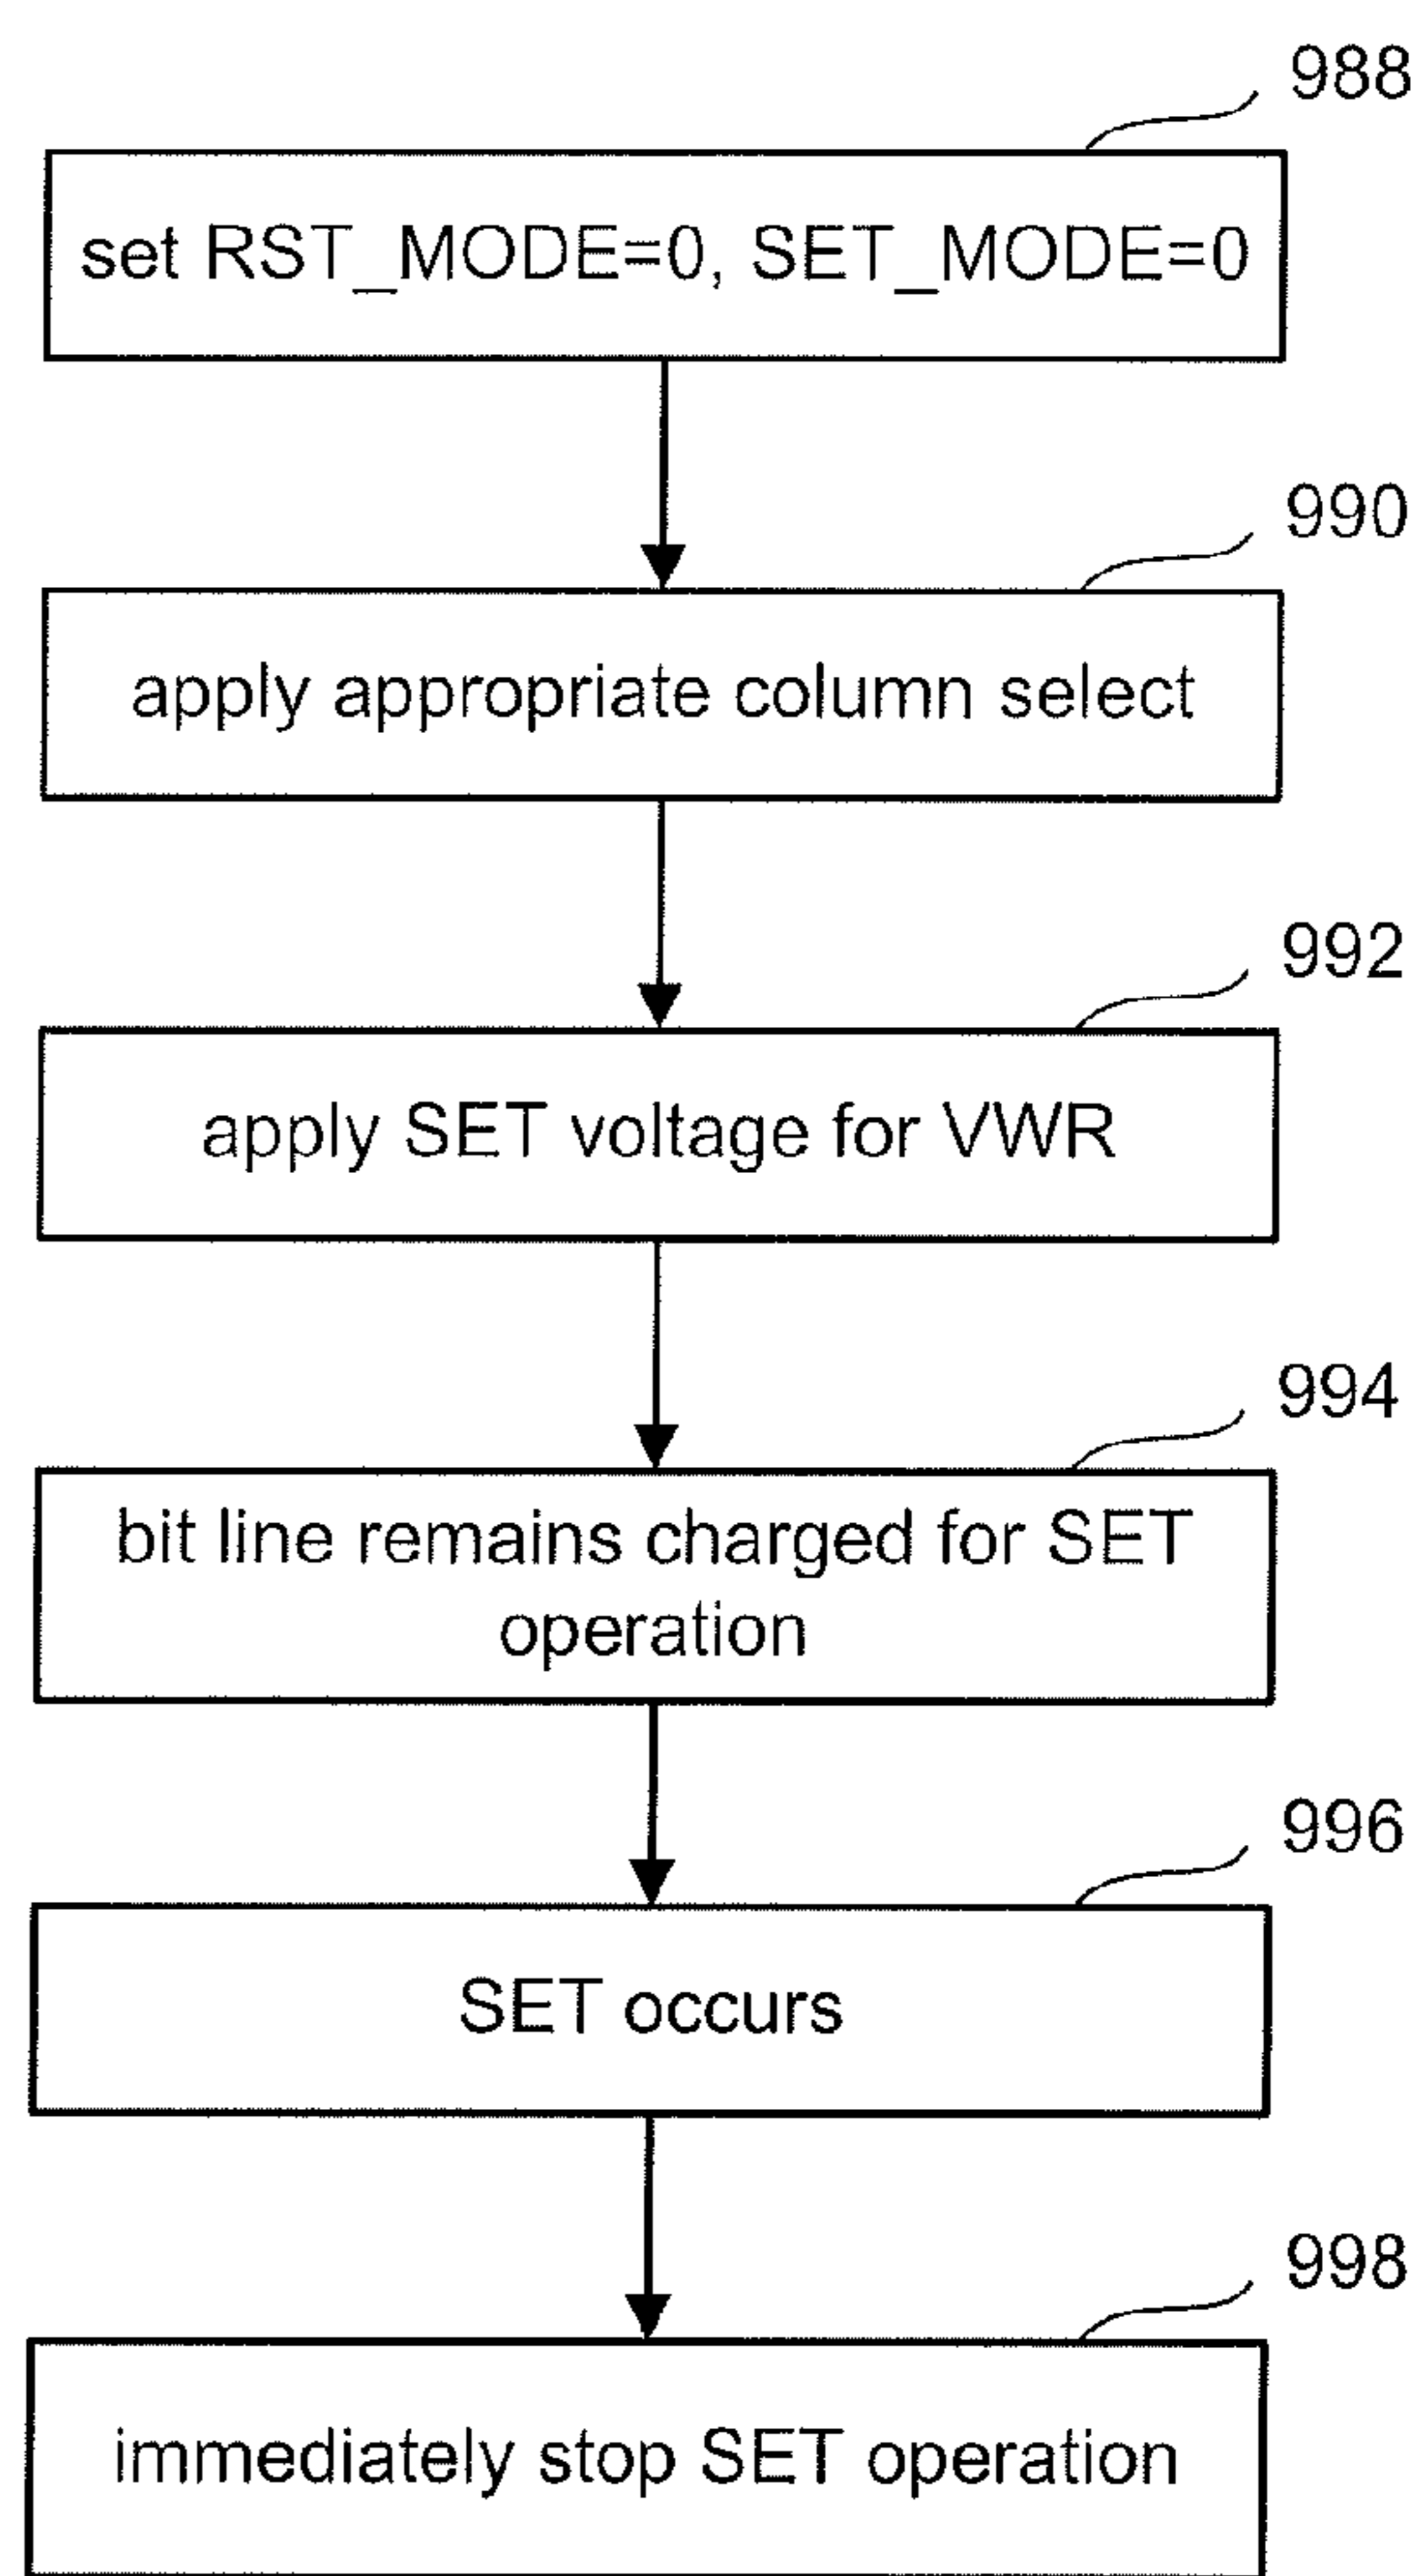 988
set RST_MODE=0, SET_MODE=0
990
apply appropriate column select
992
apply SET voltage for VWR
994
bit line remains charged for SET
operation
996
SET occurs
998
immediately stop SET operation